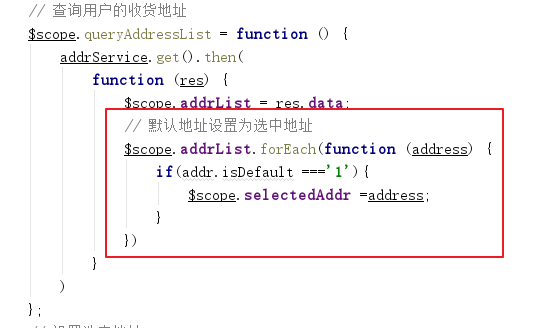 // 查询用户的收货地址
$scope.queryAddressList = function () {
addrService.get().then(
function (res) {
$scope.addrList = res.data;
// 默认地址设置为选中地址
$scope.addrList.forEach(function (address) {
if(addr.isDefault ==='1'){
$scope.selectedAddr =address;
}
})
}
)
};